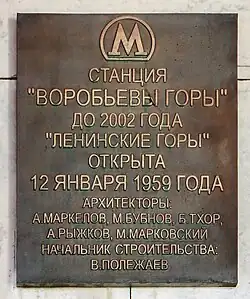 М
СТАНЦИЯ
"ВОРОБЬЕВЫ ГОРЫ"
ДО 2002 ГОДА
"ЛЕНИНСКИЕ ГОРЫ"
ОТКРЫТА
12 ЯНВАРЯ 1959 ГОДА
АРХИТЕКТОРЫ:
А.МАРКЕЛОВ, М.БУБНОВ, Б.ТХОР,
А.РЫЖКОВ, М.МАРКОВСКИЙ
НАЧАЛЬНИК СТРОИТЕЛЬСТВА:
В.ПОЛЕЖАЕВ